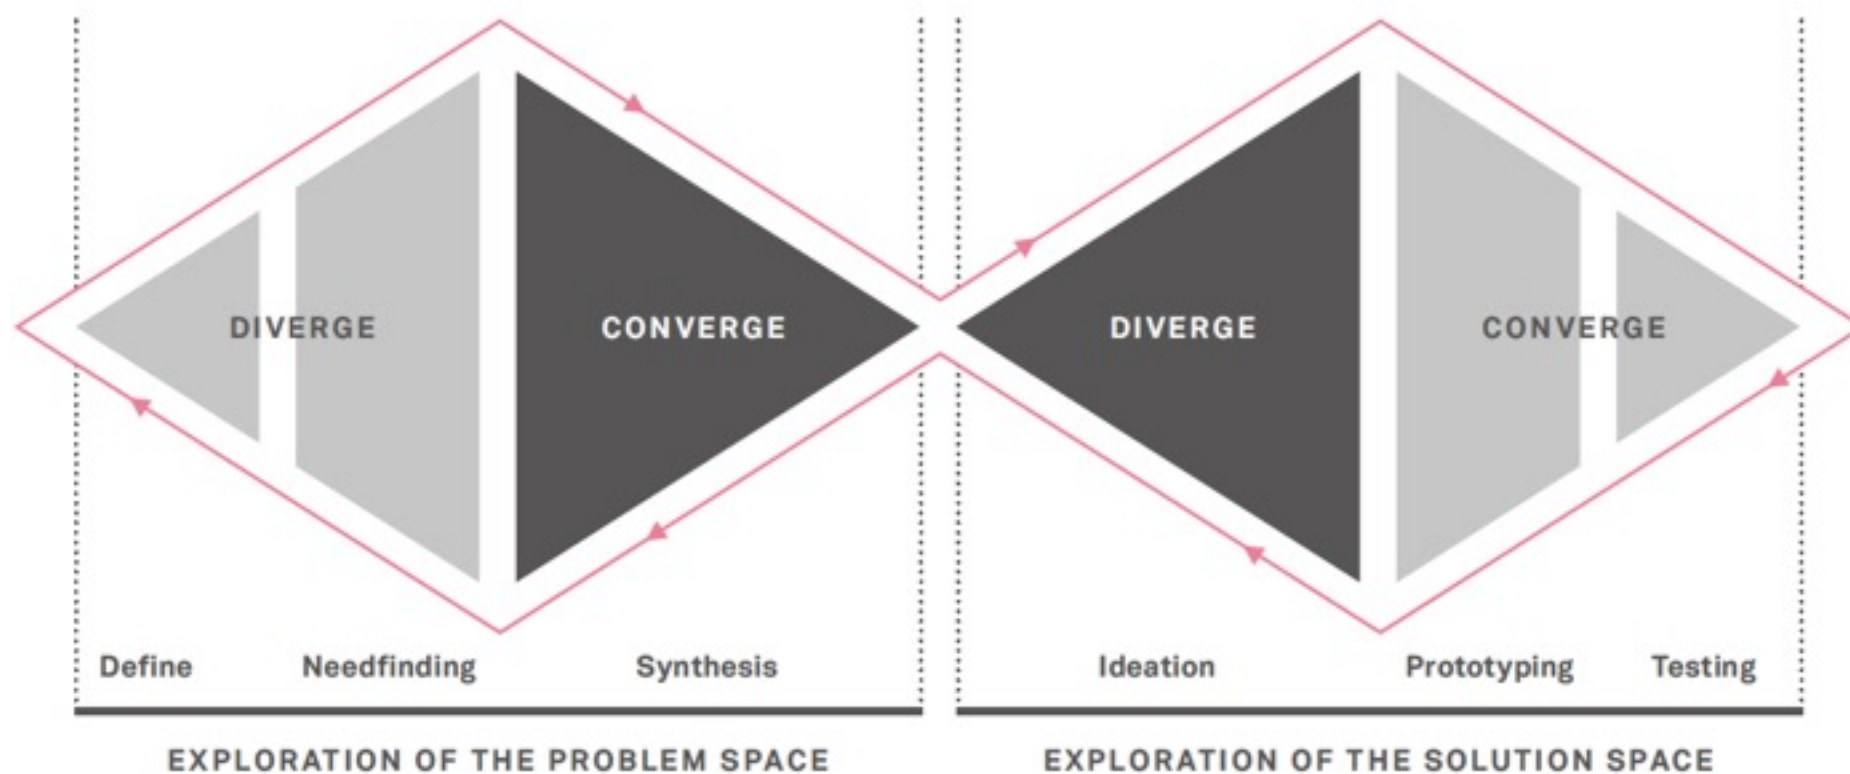 DIVERGE
CONVERGE
DIVERGE
CONVERGE
Define
Needfinding
Synthesis
Ideation
Prototyping
Testing
EXPLORATION OF THE PROBLEM SPACE
EXPLORATION OF THE SOLUTION SPACE